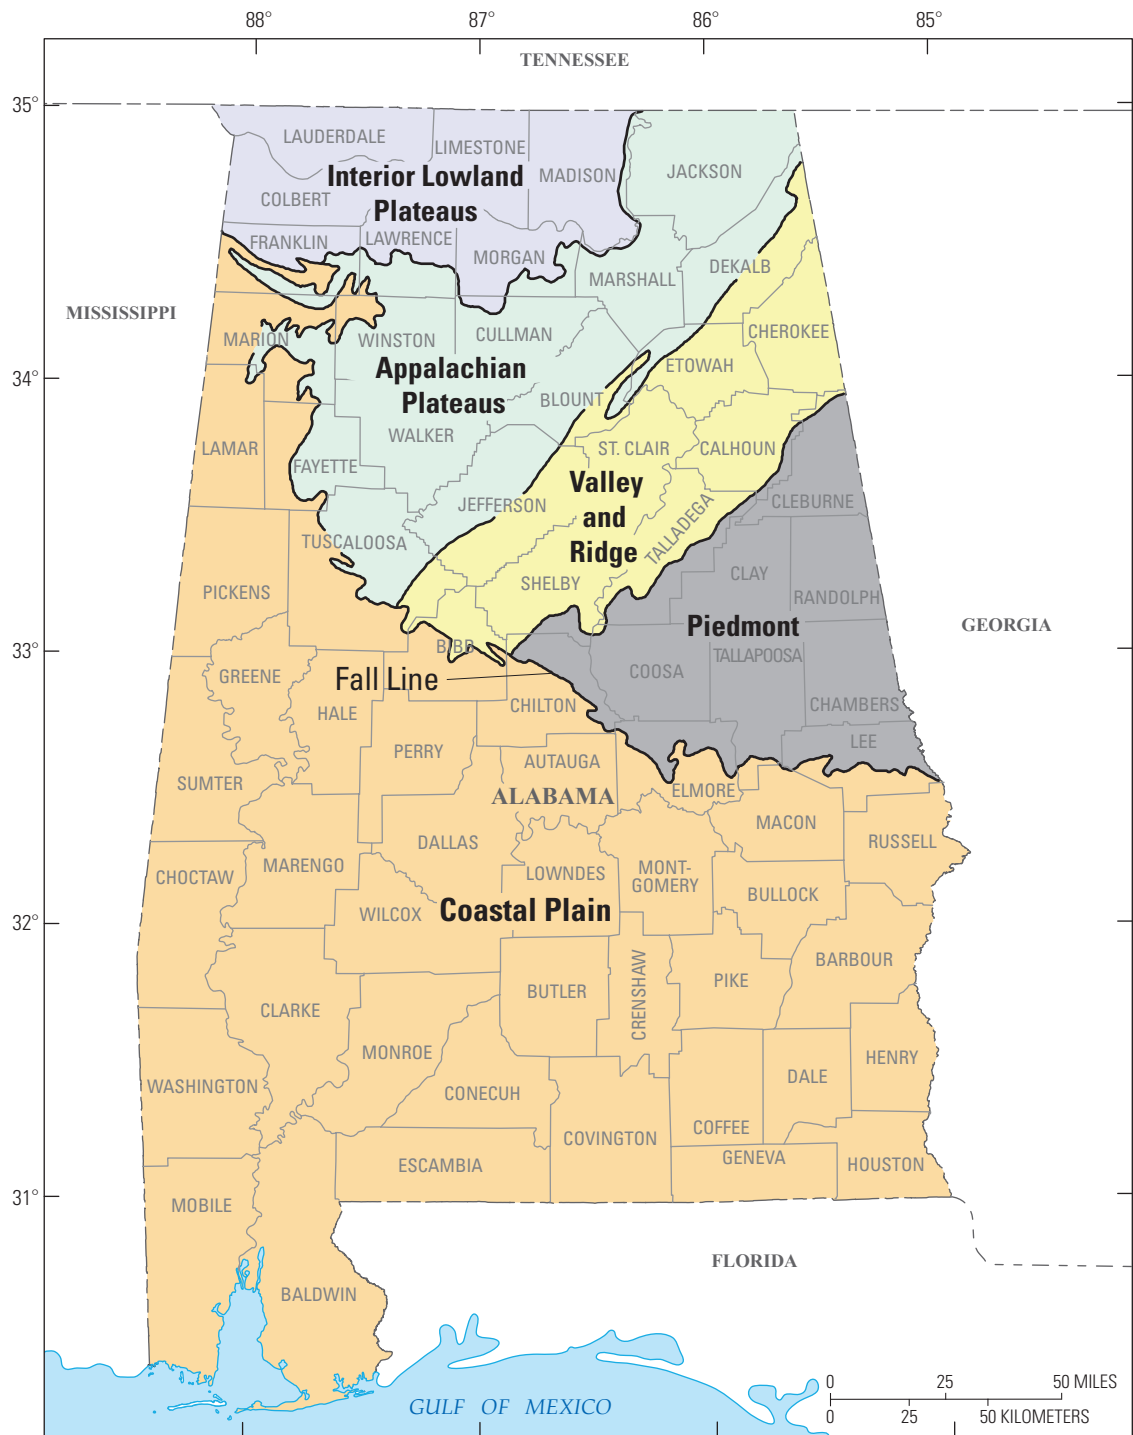 88° 87° 86° 85°
TENNESSEE
35°
LAUDERDALE
LIMESTONE
MADISON
JACKSON
Interior Lowland
Plateaus
COLBERT
FRANKLIN
LAWRENCE
MORGAN
MARSHALL
DEKALB
MISSISSIPPI
MARION
WINSTON
CULLMAN
CHEROKEE
34°
Appalachian
Plateaus
ETOWAH
BLOUNT
WALKER
LAMAR
FAYETTE
ST. CLAIR
CALHOUN
Valley
and
Ridge
JEFFERSON
TALLADEGA
CLEBURNE
TUSCALOOSA
SHELBY
CLAY
PICKENS
RANDOLPH
Piedmont
GEORGIA
33°
BIBB
TALLAPOOSA
COOSA
GREENE
Fall Line
CHILTON
CHAMBERS
HALE
LEE
PERRY
AUTAUGA
SUMTER
ELMORE
ALABAMA
MACON
DALLAS
RUSSELL
MARENGO
CHOCTAW
LOWNDES
MONT-
GOMERY
BULLOCK
WILCOX
Coastal Plain
32°
BARBOUR
CRENSHAW
PIKE
BUTLER
CLARKE
MONROE
HENRY
DALE
WASHINGTON
CONECUH
COFFEE
COVINGTON
GENEVA
ESCAMBIA
HOUSTON
31°
MOBILE
FLORIDA
BALDWIN
GULF OF MEXICO
0 25 50 MILES
0 25 50 KILOMETERS